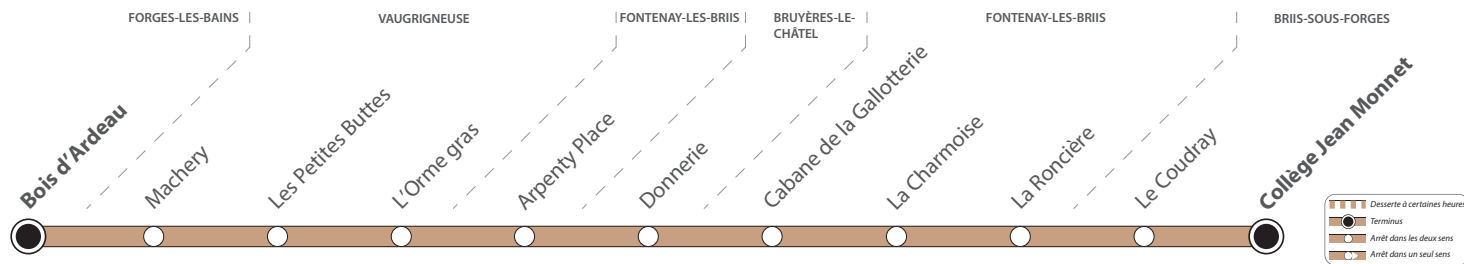 FORGES-LES-BAINS
VAUGRIGNEUSE
FONTENAY-LES-BRIIS
BRUYÈRES-LE-
CHÂTEL
FONTENAY-LES-BRIIS
BRIIS-SOUS-FORGES
Bois d'Ardeau
Machery
Les Petites Buttes
L'Orme gras
Arpenty Place
Donnerie
Cabane de la Gallotterie
La Charmoise
La Roncière
Le Coudray
Collège Jean Monnet
Desserte à certaines heures
Terminus
Arrêt dans les deux sens
Arrêt dans un seul sens